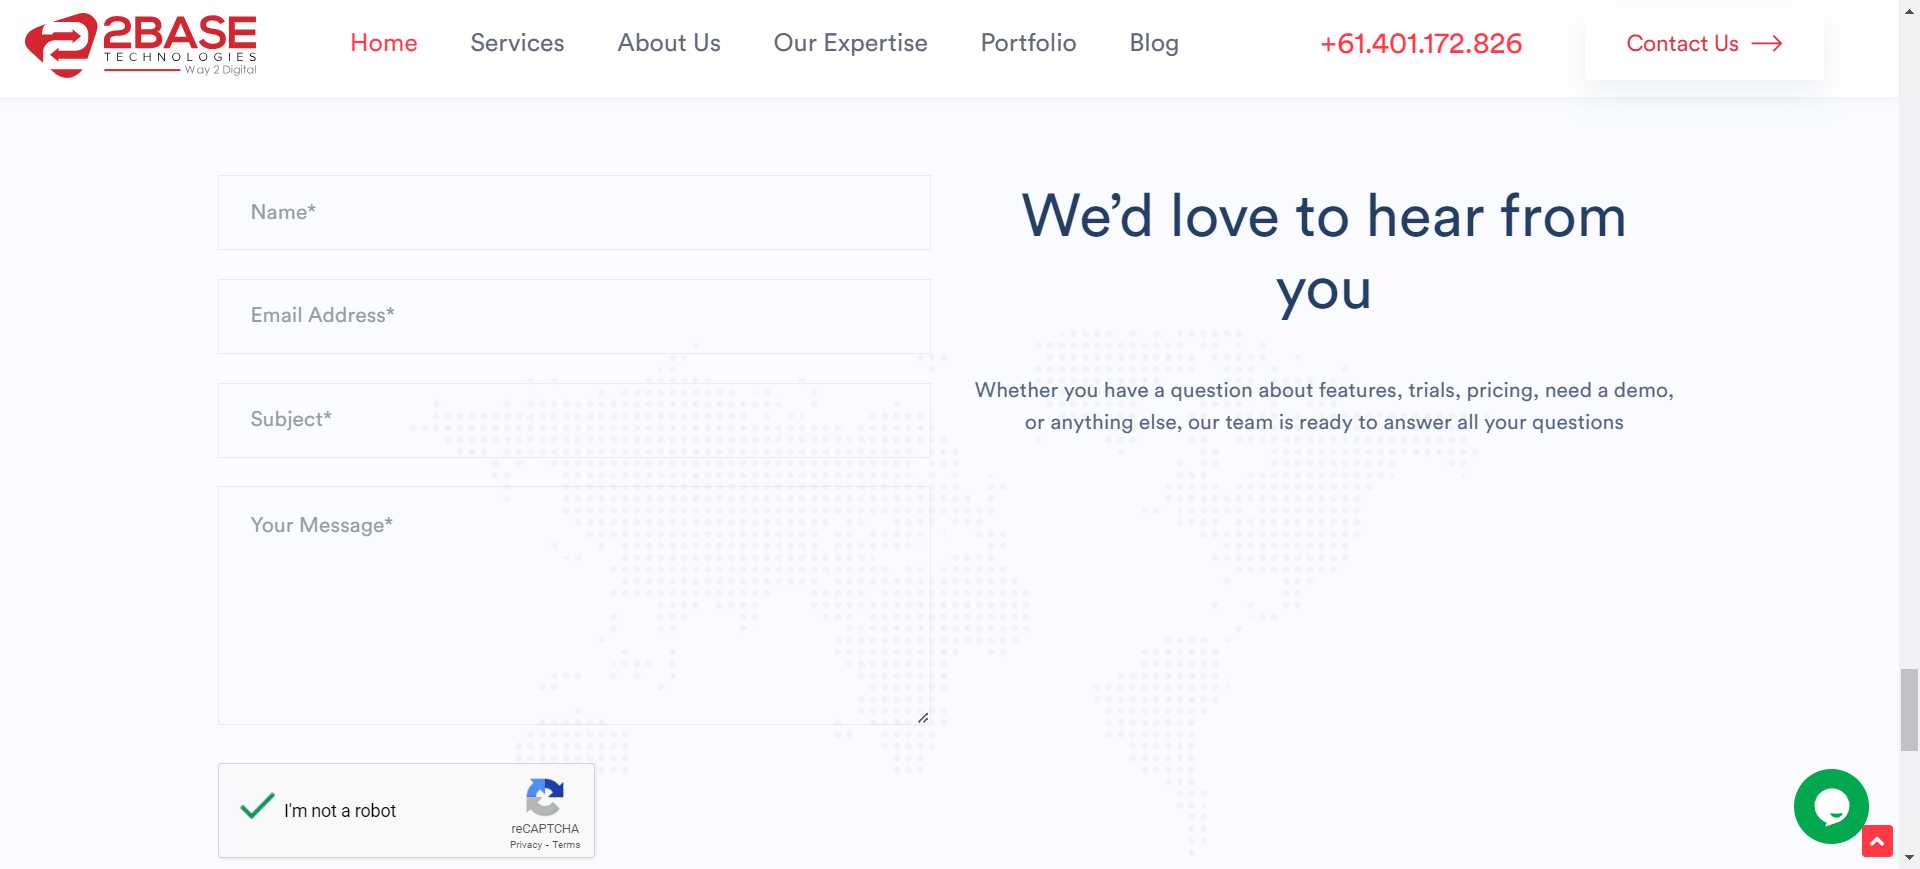 2BASE
TECHNOLOGIES
Way 2 Digital
Home
Services
About Us
Our Expertise
Portfolio
Blog
+61.401.172.826
Contact Us
Name*
Email Address*
Subject*
Your Message*
I'm not a robot
reCAPTCHA
Privacy - Terms
We’d love to hear from
you
Whether you have a question about features, trials, pricing, need a demo,
or anything else, our team is ready to answer all your questions